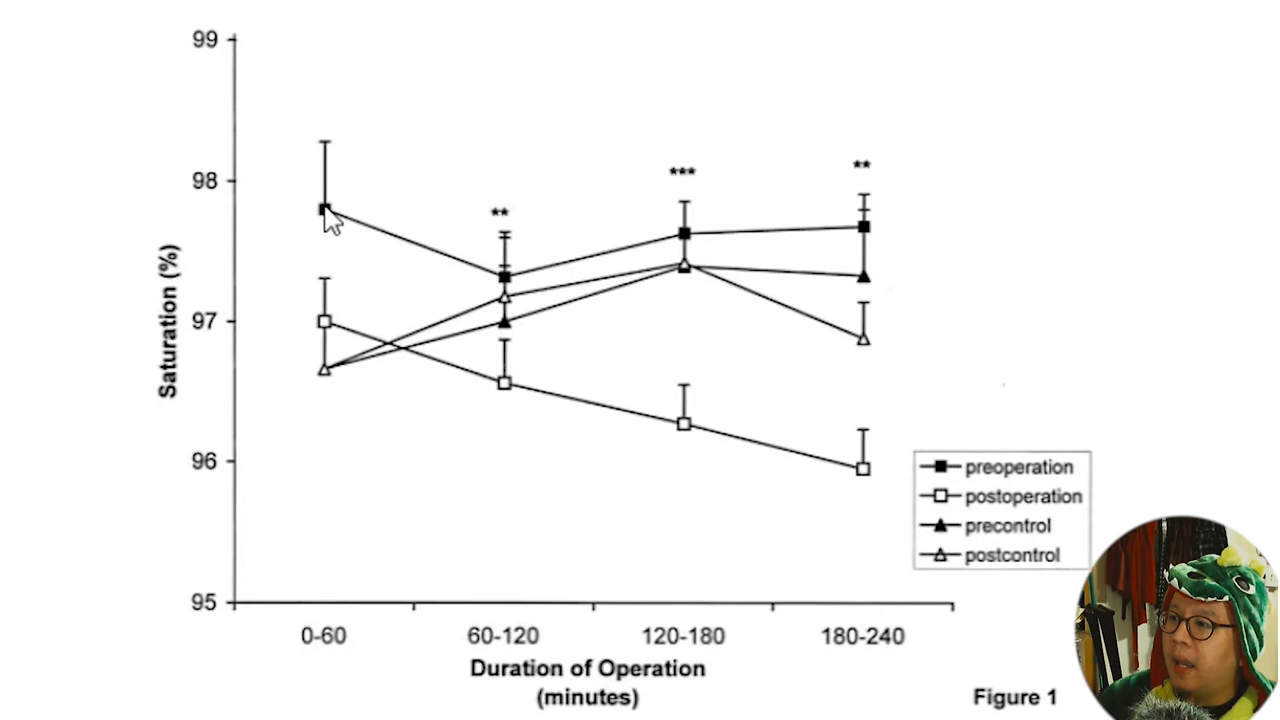 99
98
97
96
95
Saturation (%)
**
***
**
0-60
60-120
120-180
180-240
Duration of Operation
(minutes)
preoperation
postoperation
precontrol
postcontrol
Figure 1